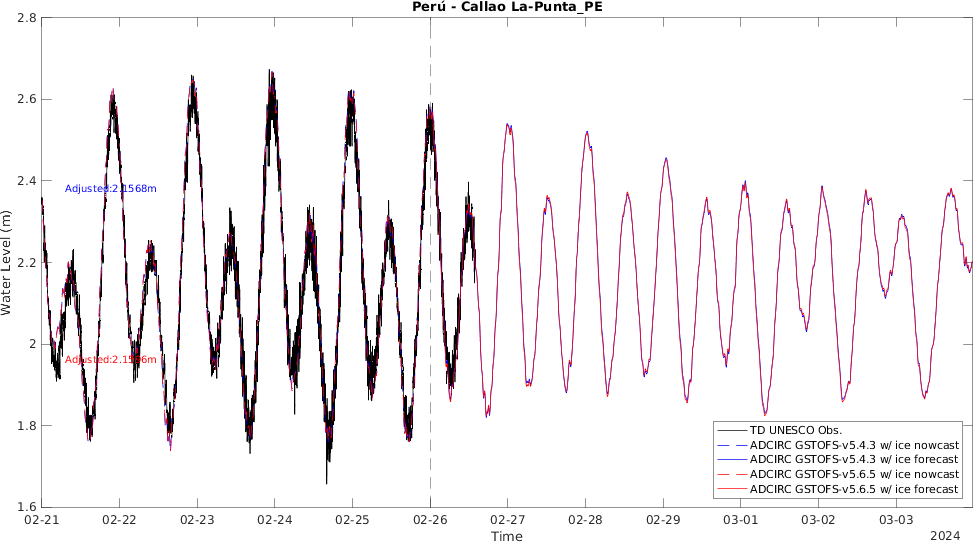 Perú - Callao La-Punta_PE
2.8
2.6
2.4
2.2
2
1.8
1.6
Water Level (m)
Adjusted:2.1568m
Adjusted:2.1526m
TD UNESCO Obs.
ADCIRC GSTOFS-v5.4.3 w/ ice nowcast
ADCIRC GSTOFS-v5.4.3 w/ ice forecast
ADCIRC GSTOFS-v5.6.5 w/ ice nowcast
ADCIRC GSTOFS-v5.6.5 w/ ice forecast
02-21 02-22 02-23 02-24 02-25 02-26 02-27 02-28 02-29 03-01 03-02 03-03
Time
2024